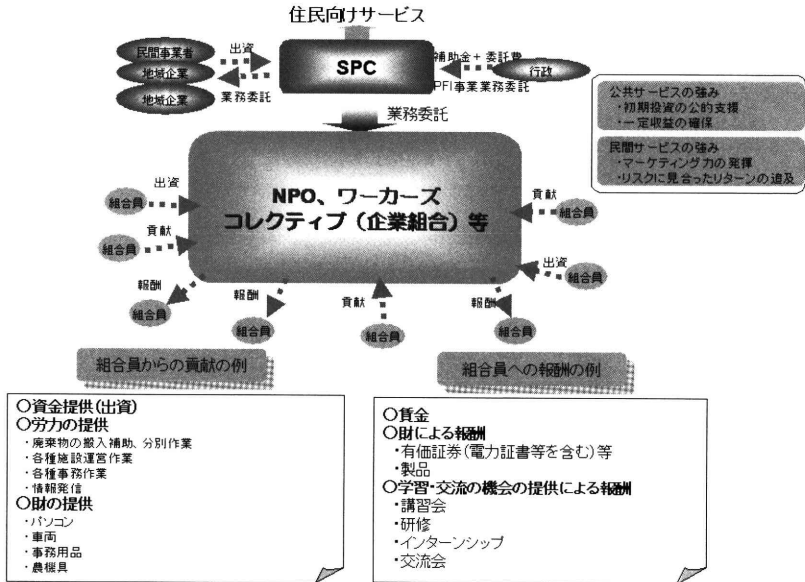 住民向けサービス
民間事業者
地域企業
地域企業
出資
業務委託
SPC
補助金+委託費
PFI事業業務委託
行政
業務委託
公共サービスの強み
・初期投資の公的支援
・一定収益の確保
民間サービスの強み
・マーケティング力の発揮
・リスクに見合ったリターンの追及
NPO、ワーカーズ
コレクティブ（企業組合）等
出資
組合員
貢献
組合員
報酬
組合員
報酬
組合員
貢献
組合員
報酬
組合員
出資
組合員
貢献
組合員
組合員からの貢献の例
○資金提供(出資)
○労力の提供
・廃棄物の搬入補助、分別作業
・各種施設運営作業
・各種事務作業
・情報発信
○財の提供
・パソコン
・車両
・事務用品
・農機具
組合員への報酬の例
○賃金
○財による報酬
・有価証券(電力証書等を含む)等
・製品
○学習・交流の機会の提供による報酬
・講習会
・研修
・インターンシップ
・交流会